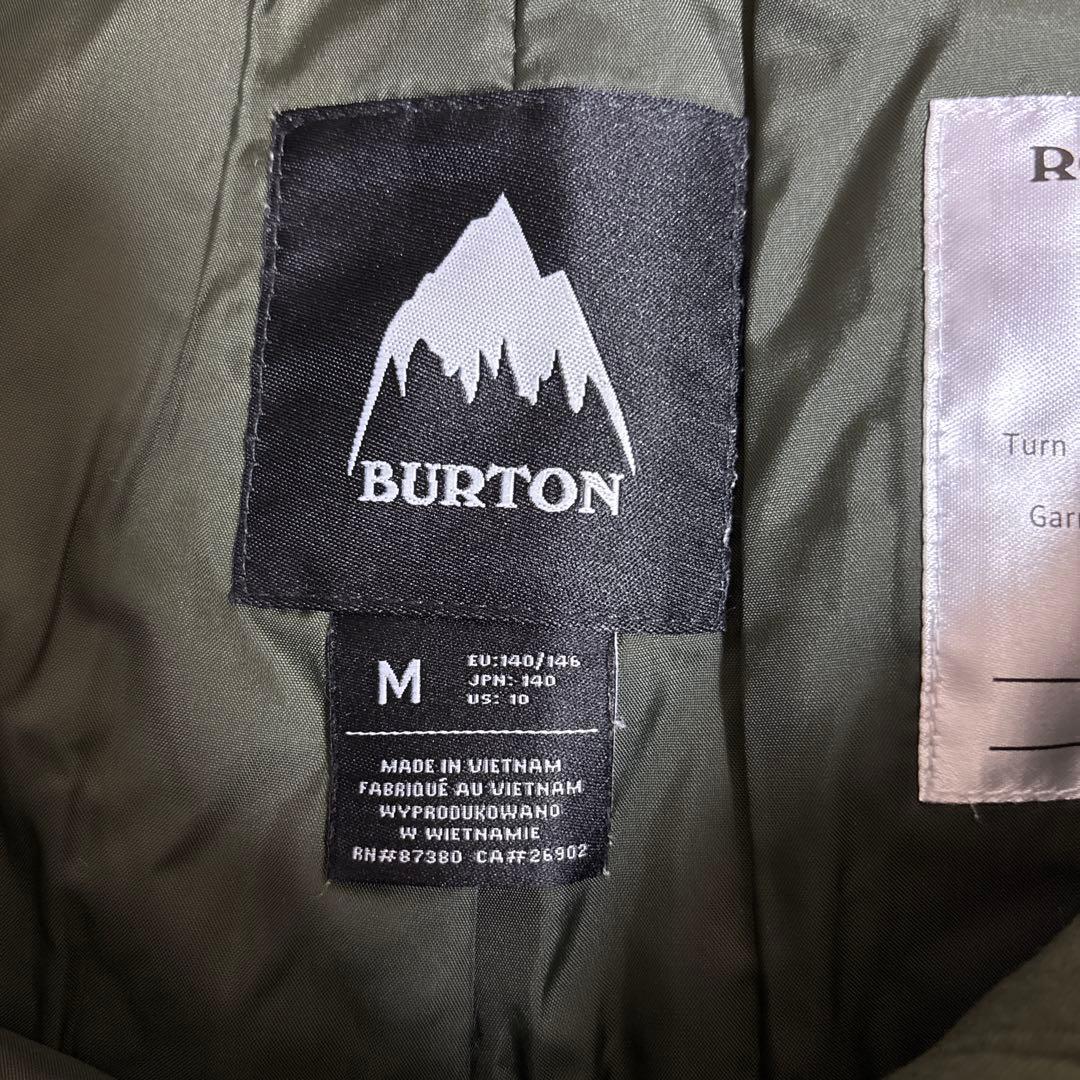 BURTON
M
EU:140/146
JPN: 140
US: 10
MADE IN VIETNAM
FABRIQUÉ AU VIETNAM
WYPRODUKOWANO
W WIETNAMIE
RN#87380 CA#26902
Turn